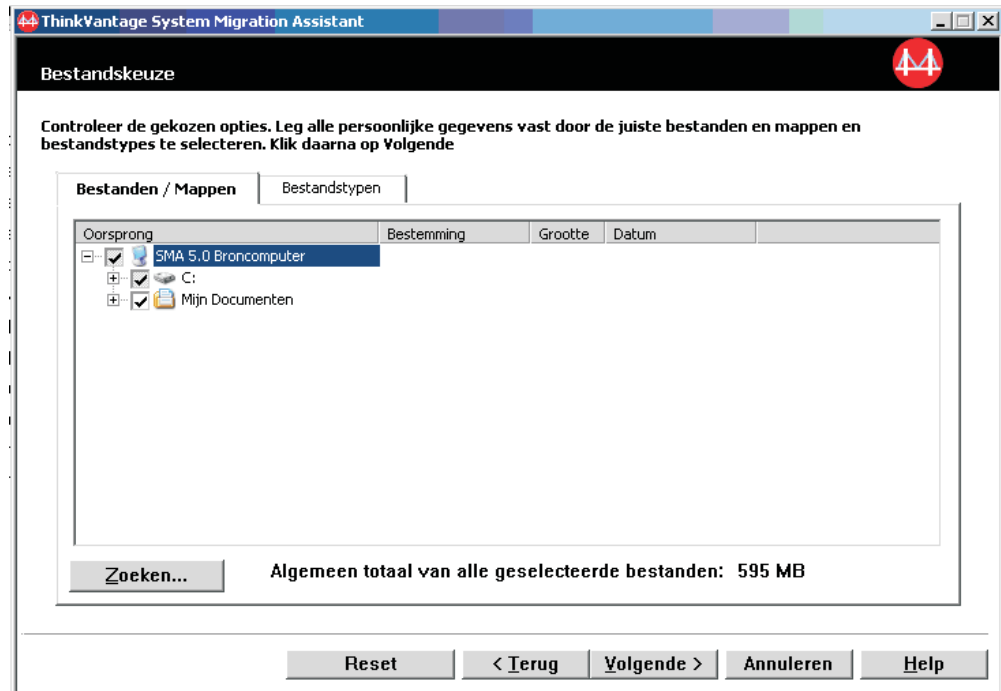 ThinkVantage System Migration Assistant
Bestandskeuze
Controleer de gekozen opties. Leg alle persoonlijke gegevens vast door de juiste bestanden en mappen en
bestandstypes te selecteren. Klik daarna op Volgende
Bestanden / Mappen Bestandstypen
Oorsprong Bestemming Grootte Datum
SMA 5.0 Broncomputer
C:
Mijn Documenten
Zoeken... Algemeen totaal van alle geselecteerde bestanden: 595 MB
Reset < Terug Volgende > Annuleren Help